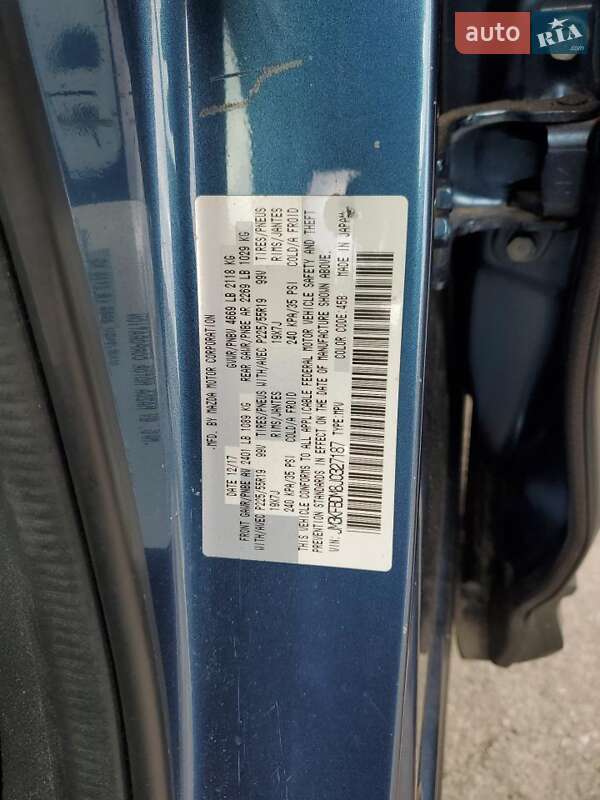 auto RIA.com
MFD. BY MAZDA MOTOR CORPORATION
DATE 12/17 GVWR/PNBV 4669 LB 2118 KG
FRONT GAWR/PNBE AV 2401 LB 1089 KG REAR GAWR/PNBE AR 2269 LB 1029 KG
WITH/AVEC P225/55R19 99V TIRES/PNEUS WITH/AVEC P225/55R19 99V TIRES/PNEUS
19X7J RIMS/JANTES 19X7J RIMS/JANTES
240 KPA/35 PSI COLD/A FROID 240 KPA/35 PSI COLD/A FROID
THIS VEHICLE CONFORMS TO ALL APPLICABLE FEDERAL MOTOR VEHICLE SAFETY AND THEFT
PREVENTION STANDARDS IN EFFECT ON THE DATE OF MANUFACTURE SHOWN ABOVE.
VIN: JM3KFBDM8J0327187 TYPE: MPV COLOR CODE: 45B MADE IN JAPAN